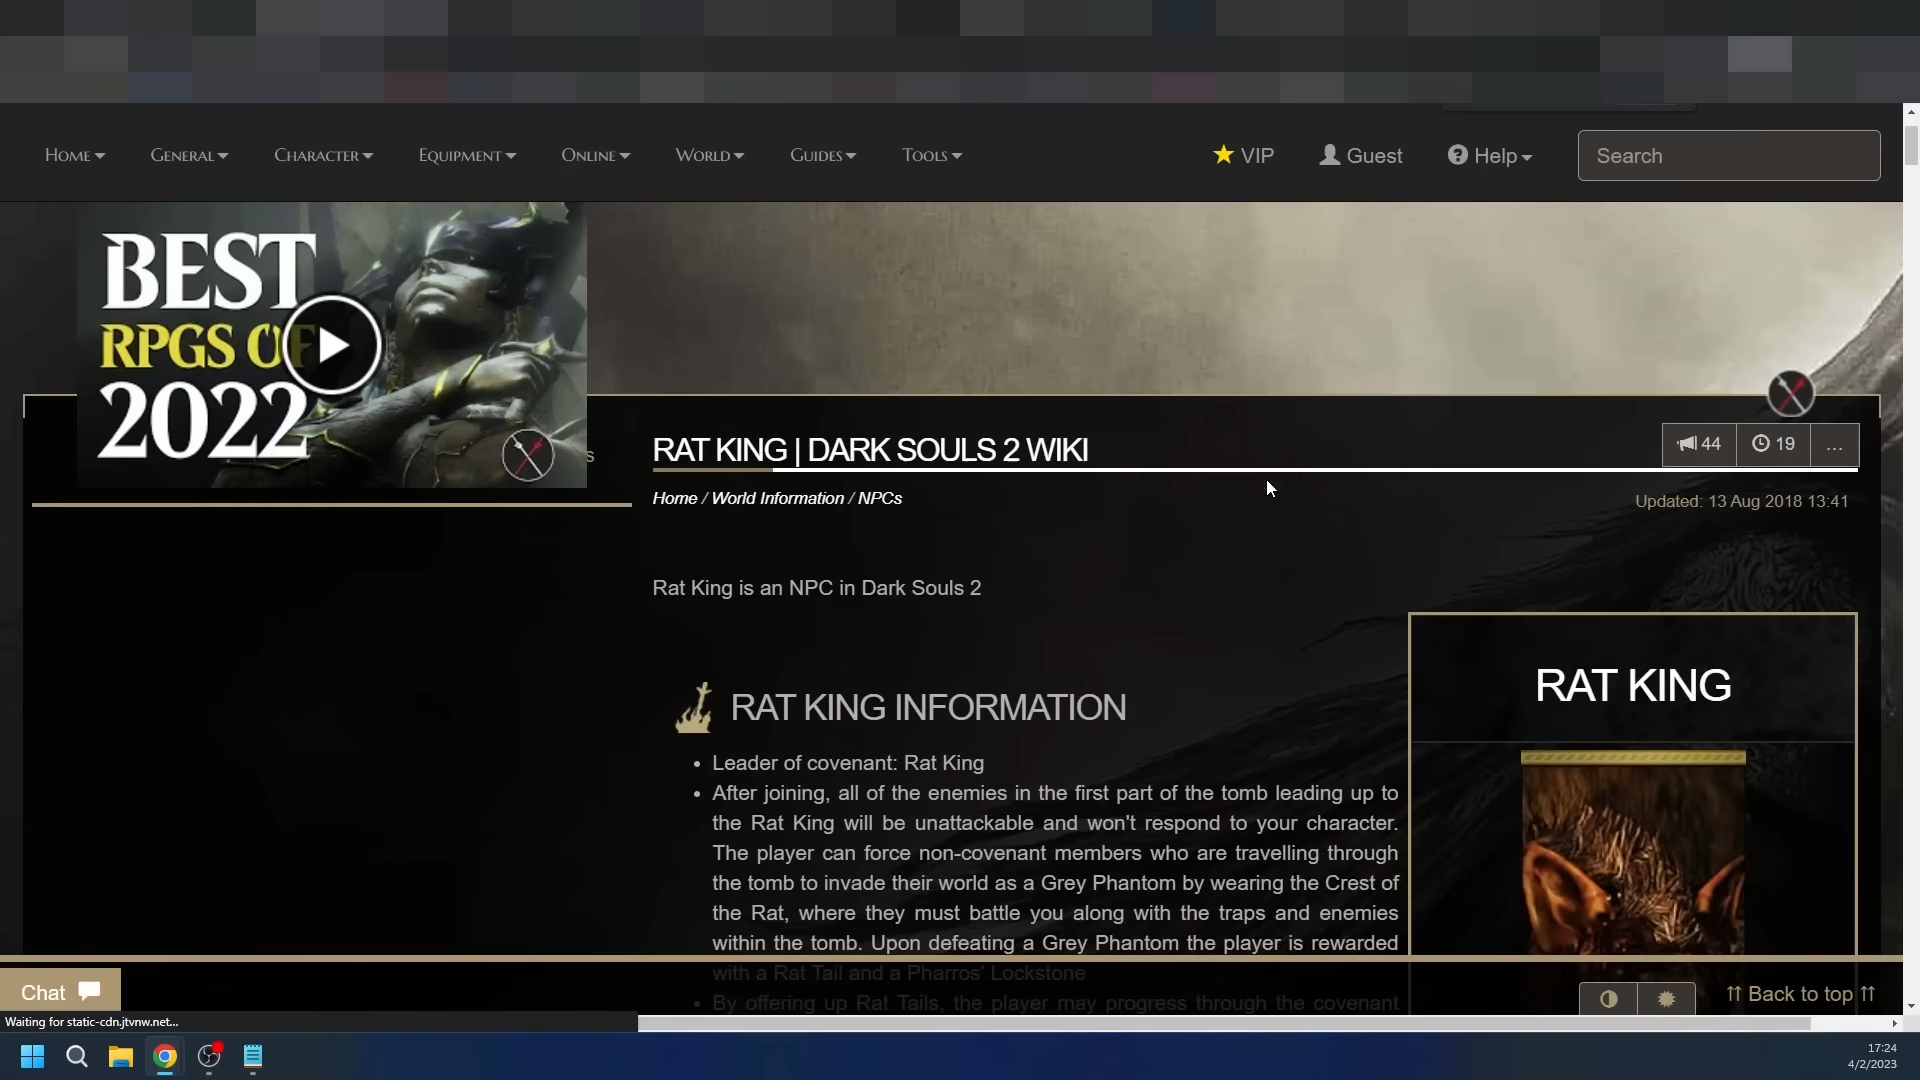 Home
General
Character
Equipment
Online
World
Guides
Tools
VIP
Guest
Help
Search
BEST
RPGS OF
2022
s
RAT KING | DARK SOULS 2 WIKI
44
19
...
Home / World Information / NPCs
Updated: 13 Aug 2018 13:41
Rat King is an NPC in Dark Souls 2
RAT KING INFORMATION
• Leader of covenant: Rat King
• After joining, all of the enemies in the first part of the tomb leading up to
the Rat King will be unattackable and won't respond to your character.
The player can force non-covenant members who are travelling through
the tomb to invade their world as a Grey Phantom by wearing the Crest of
the Rat, where they must battle you along with the traps and enemies
within the tomb. Upon defeating a Grey Phantom the player is rewarded
with a Rat Tail and a Pharros' Lockstone
• By offering up Rat Tails, the player may progress through the covenant
RAT KING
Chat
Back to top
Waiting for static-cdn.jtvnw.net...
17:24
4/2/2023